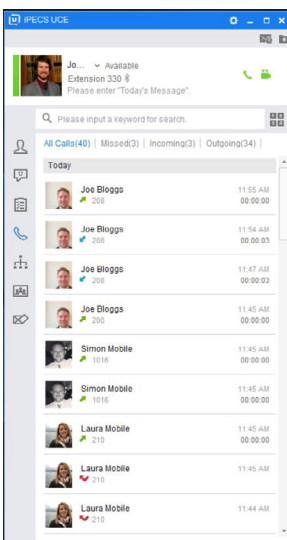 iPECS UCE
Jo... Available
Extension 330
Please enter "Today's Message".
Please input a keyword for search.
All Calls(40) | Missed(3) | Incoming(3) | Outgoing(34) |
Today
Joe Bloggs 11:55 AM
208 00:00:00
Joe Bloggs 11:54 AM
208 00:00:03
Joe Bloggs 11:47 AM
208 00:00:03
Joe Bloggs 11:45 AM
208 00:00:00
Simon Mobile 11:45 AM
1016 00:00:00
Simon Mobile 11:45 AM
1016 00:00:00
Laura Mobile 11:45 AM
210 00:00:00
Laura Mobile 11:45 AM
210
Laura Mobile 11:44 AM
210